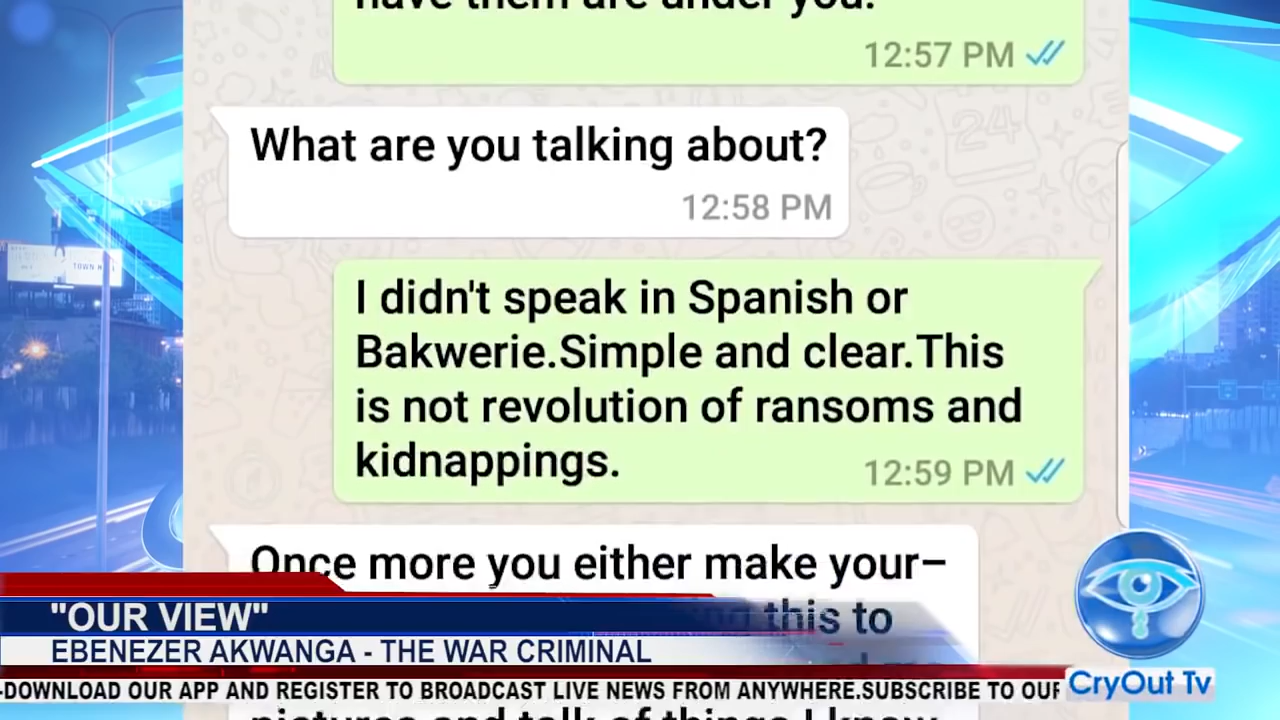 have them are under you.
12:57 PM
What are you talking about?
12:58 PM
I didn't speak in Spanish or
Bakwerie.Simple and clear.This
is not revolution of ransoms and
kidnappings.
12:59 PM
Once more you either make your–
this to
pictures and talk of things I know
TOWN
24
"OUR VIEW"
EBENEZER AKWANGA - THE WAR CRIMINAL
-DOWNLOAD OUR APP AND REGISTER TO BROADCAST LIVE NEWS FROM ANYWHERE.SUBSCRIBE TO OUR
CryOut Tv